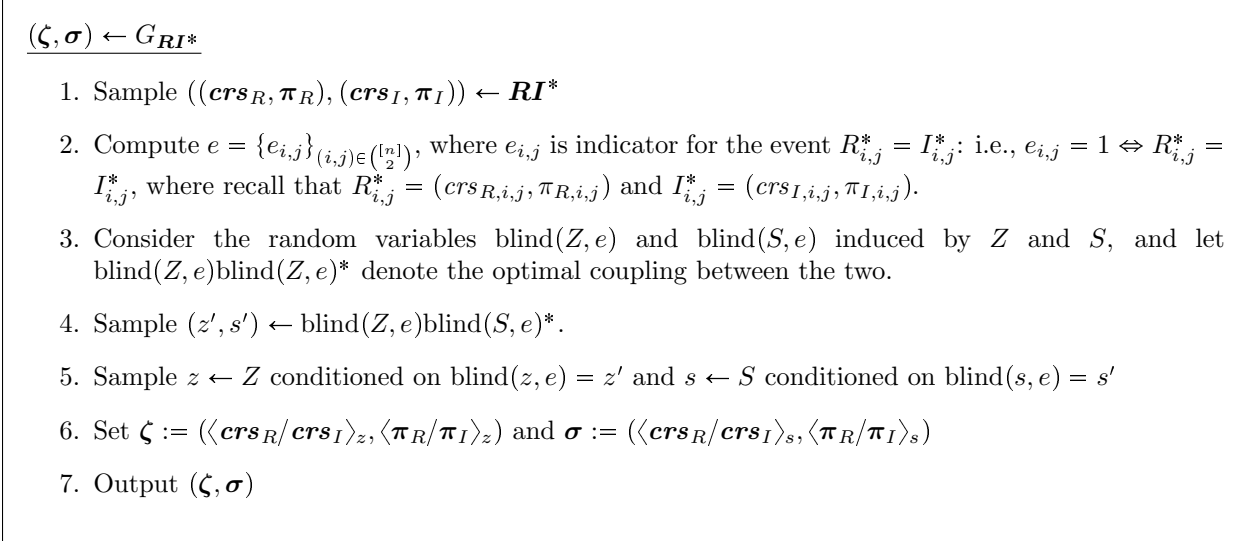 (ζ, σ) ← G_{RI*}
1. Sample ((crs_R, π_R), (crs_I, π_I)) ← RI*
2. Compute e = {e_{i,j}}_{(i,j)∈\binom{[n]}{2}}, where e_{i,j} is indicator for the event R*_{i,j} = I*_{i,j}: i.e., e_{i,j} = 1 ⇔ R*_{i,j} =
I*_{i,j}, where recall that R*_{i,j} = (crs_{R,i,j}, π_{R,i,j}) and I*_{i,j} = (crs_{I,i,j}, π_{I,i,j}).
3. Consider the random variables blind(Z, e) and blind(S, e) induced by Z and S, and let
blind(Z, e)blind(Z, e)* denote the optimal coupling between the two.
4. Sample (z′, s′) ← blind(Z, e)blind(S, e)*.
5. Sample z ← Z conditioned on blind(z, e) = z′ and s ← S conditioned on blind(s, e) = s′
6. Set ζ := (⟨crs_R/crs_I⟩_z, ⟨π_R/π_I⟩_z) and σ := (⟨crs_R/crs_I⟩_s, ⟨π_R/π_I⟩_s)
7. Output (ζ, σ)